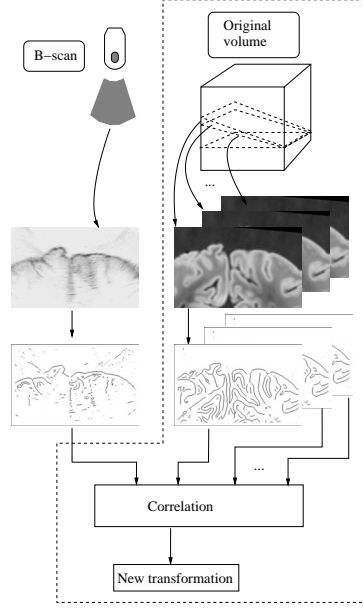 B−scan
Original
volume
...
...
Correlation
New transformation